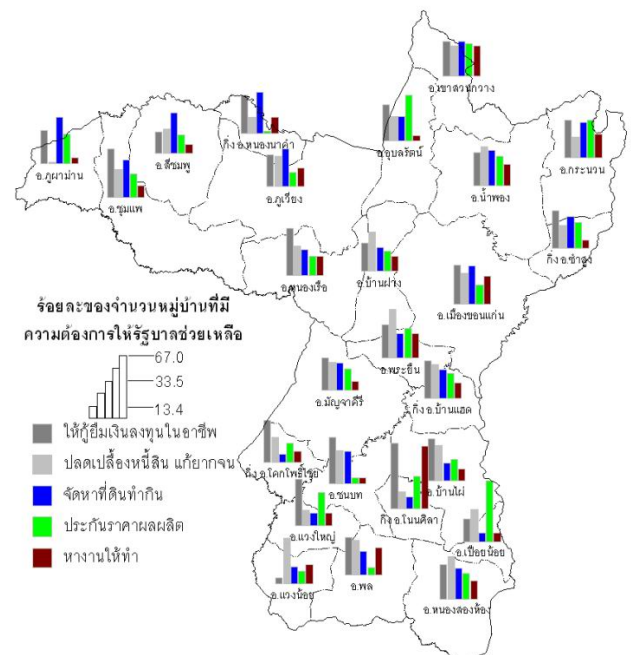 อ.เขาสวนกวาง
กิ่ง อ.หนองนาคำ
อ.อุบลรัตน์
อ.กระนวน
อ.ภูผาม่าน
อ.สีชมพู
อ.ชุมแพ
อ.ภูเวียง
อ.น้ำพอง
กิ่ง อ.ซำสูง
อ.หนองเรือ
อ.บ้านฝาง
อ.เมืองขอนแก่น
ร้อยละของจำนวนหมู่บ้านที่มี
ความต้องการให้รัฐบาลช่วยเหลือ
67.0
33.5
13.4
อ.พระยืน
อ.มัญจาคีรี
กิ่ง อ.บ้านแฮด
ให้กู้ยืมเงินลงทุนในอาชีพ
ปลดเปลื้องหนี้สิน แก้ยากจน
จัดหาที่ดินทำกิน
ประกันราคาผลผลิต
หางานให้ทำ
กิ่ง อ.โคกโพธิ์ไชย
อ.ชนบท
อ.บ้านไผ่
กิ่ง อ.โนนศิลา
อ.แวงใหญ่
อ.เปือยน้อย
อ.แวงน้อย
อ.พล
อ.หนองสองห้อง